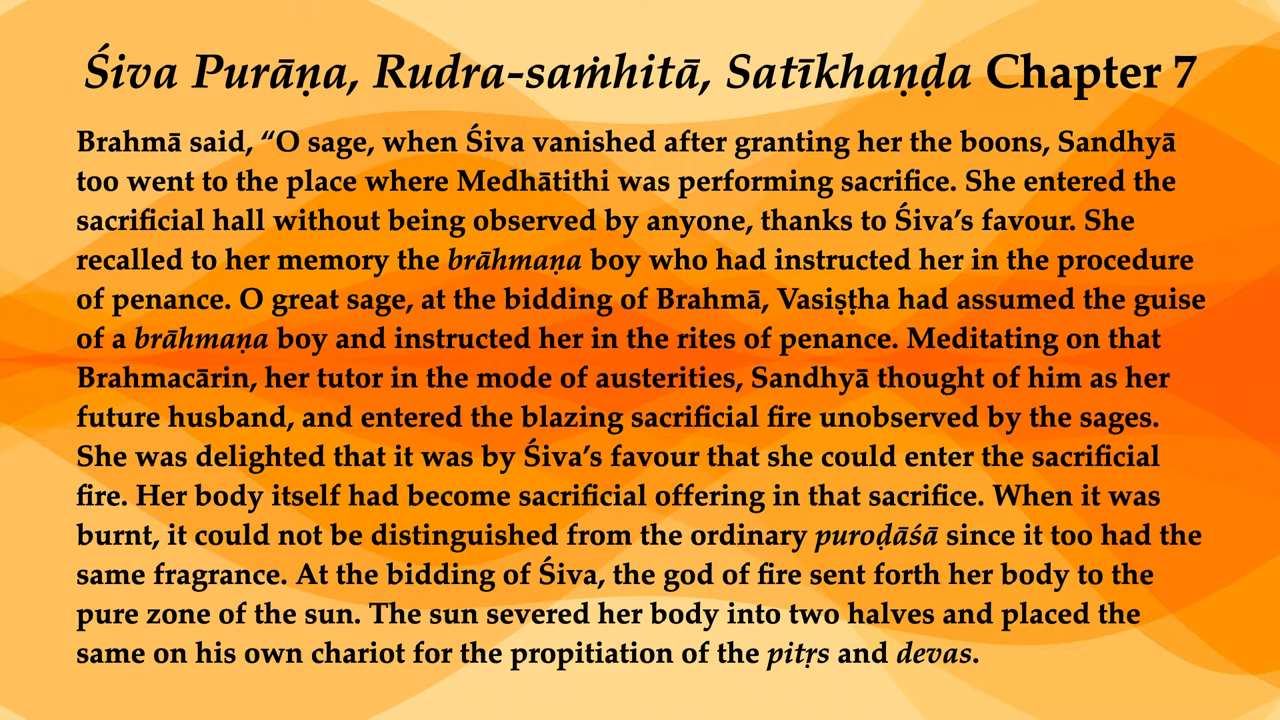 Śiva Purāṇa, Rudra-saṁhitā, Satīkhaṇḍa Chapter 7
Brahmā said, “O sage, when Śiva vanished after granting her the boons, Sandhyā
too went to the place where Medhātithi was performing sacrifice. She entered the
sacrificial hall without being observed by anyone, thanks to Śiva’s favour. She
recalled to her memory the brāhmaṇa boy who had instructed her in the procedure
of penance. O great sage, at the bidding of Brahmā, Vasiṣṭha had assumed the guise
of a brāhmaṇa boy and instructed her in the rites of penance. Meditating on that
Brahmacārin, her tutor in the mode of austerities, Sandhyā thought of him as her
future husband, and entered the blazing sacrificial fire unobserved by the sages.
She was delighted that it was by Śiva’s favour that she could enter the sacrificial
fire. Her body itself had become sacrificial offering in that sacrifice. When it was
burnt, it could not be distinguished from the ordinary puroḍāśā since it too had the
same fragrance. At the bidding of Śiva, the god of fire sent forth her body to the
pure zone of the sun. The sun severed her body into two halves and placed the
same on his own chariot for the propitiation of the pitṛs and devas.